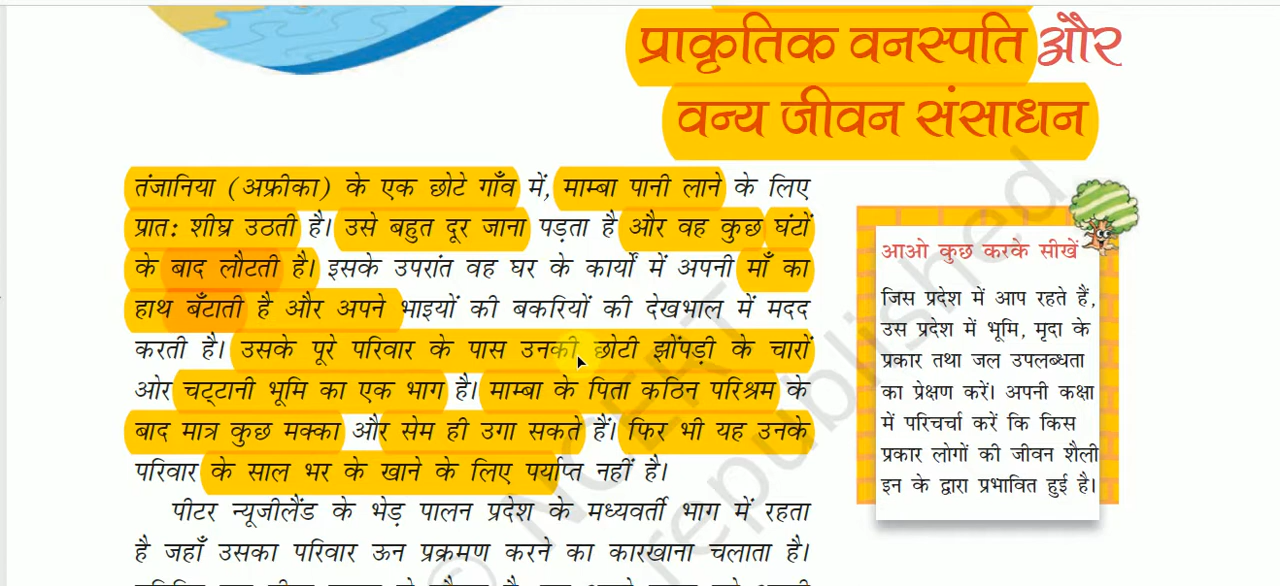 प्राकृतिक वनस्पति और
वन्य जीवन संसाधन
तंजानिया (अफ्रीका) के एक छोटे गाँव में, माम्बा पानी लाने के लिए
प्रात: शीघ्र उठती है। उसे बहुत दूर जाना पड़ता है और वह कुछ घंटों
के बाद लौटती है। इसके उपरांत वह घर के कार्यों में अपनी माँ का
हाथ बँटाती है और अपने भाइयों की बकरियों की देखभाल में मदद
करती है। उसके पूरे परिवार के पास उनकी छोटी झोंपड़ी के चारों
ओर चट्टानी भूमि का एक भाग है। माम्बा के पिता कठिन परिश्रम के
बाद मात्र कुछ मक्का और सेम ही उगा सकते हैं। फिर भी यह उनके
परिवार के साल भर के खाने के लिए पर्याप्त नहीं है।
पीटर न्यूजीलैंड के भेड़ पालन प्रदेश के मध्यवर्ती भाग में रहता
है जहाँ उसका परिवार ऊन प्रक्रमण करने का कारखाना चलाता है।
आओ कुछ करके सीखें
जिस प्रदेश में आप रहते हैं,
उस प्रदेश में भूमि, मृदा के
प्रकार तथा जल उपलब्धता
का प्रेक्षण करें। अपनी कक्षा
में परिचर्चा करें कि किस
प्रकार लोगों की जीवन शैली
इन के द्वारा प्रभावित हुई है।
© NCERT
republished